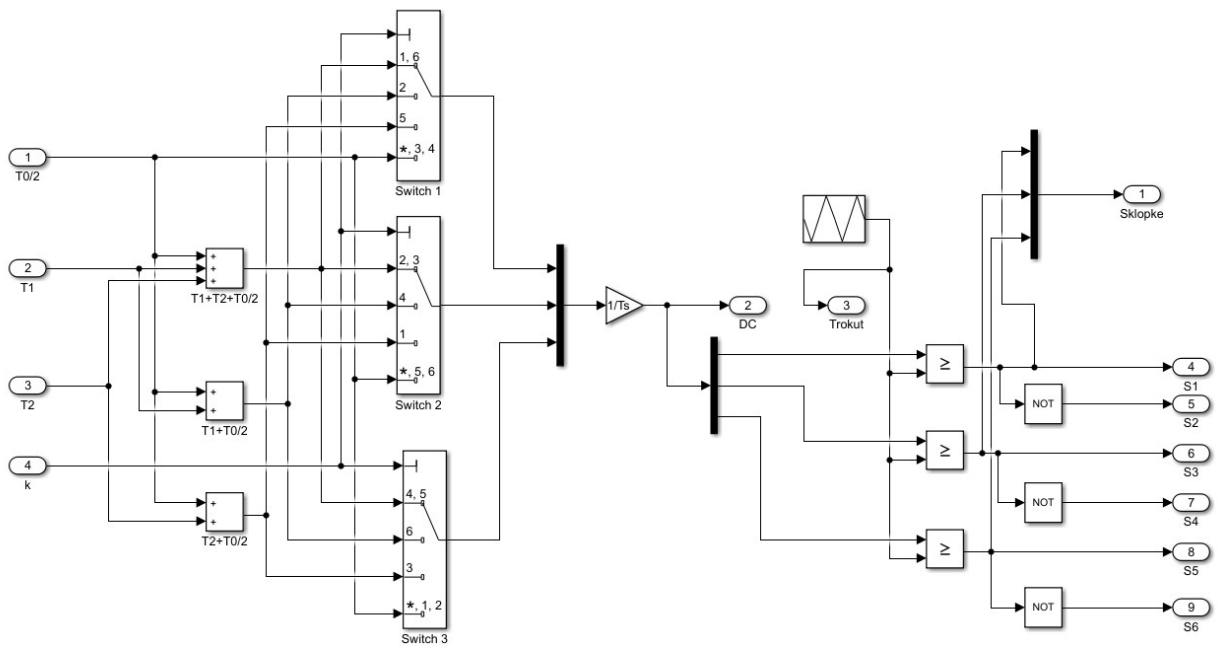 1
T0/2
2
T1
3
T2
4
k
+
+
+
T1+T2+T0/2
+
+
T1+T0/2
+
+
T2+T0/2
1, 6
2
5
*, 3, 4
Switch 1
2, 3
4
1
*, 5, 6
Switch 2
4, 5
6
3
*, 1, 2
Switch 3
1/Ts
2
DC
3
Trokut
≥
≥
≥
NOT
NOT
NOT
1
Sklopke
4
S1
5
S2
6
S3
7
S4
8
S5
9
S6